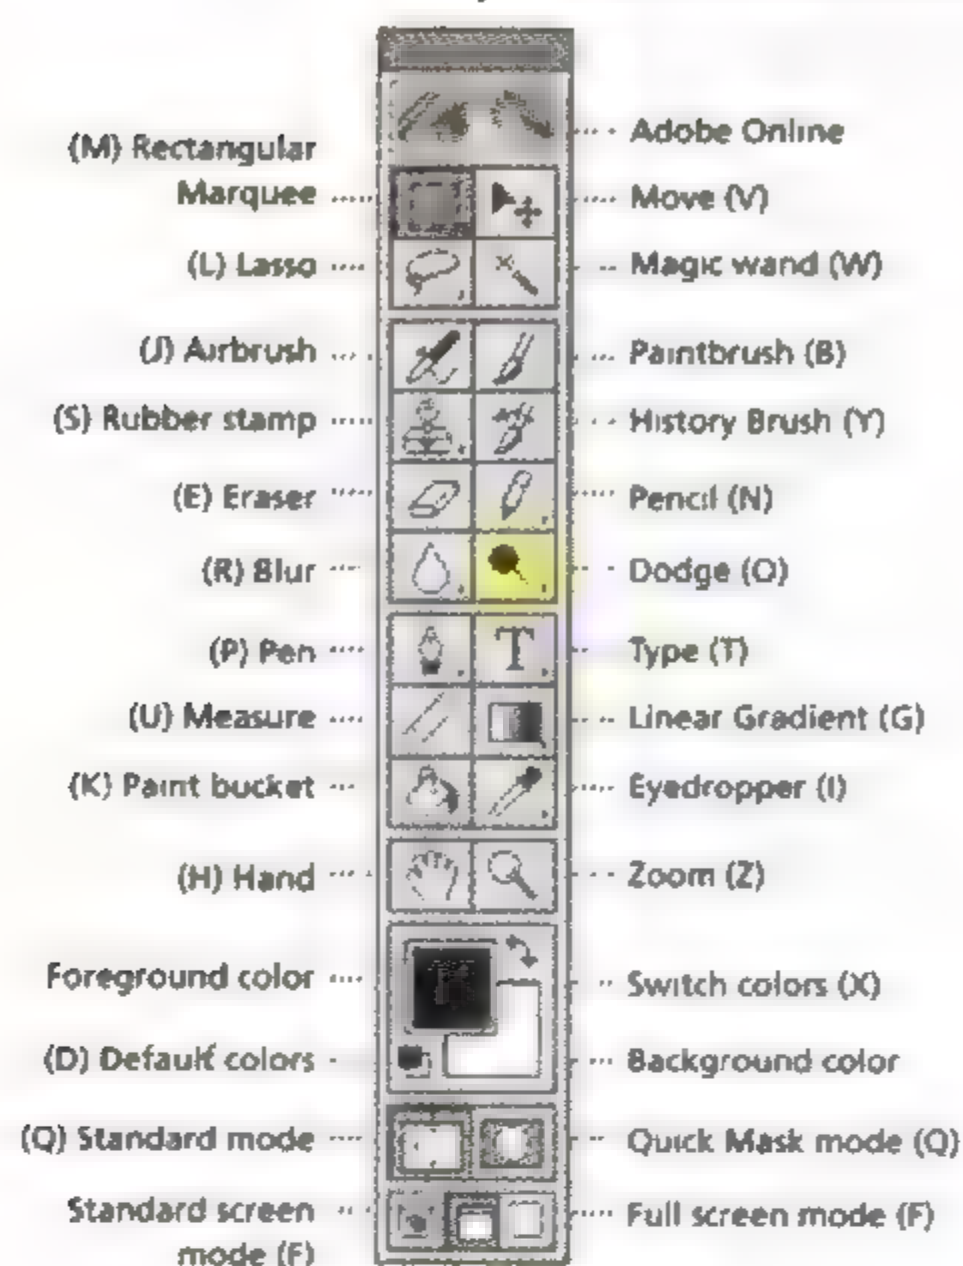 Adobe Online
(M) Rectangular
Marquee
Move (V)
(L) Lasso
Magic wand (W)
(J) Airbrush
Paintbrush (B)
(S) Rubber stamp
History Brush (Y)
(E) Eraser
Pencil (N)
(R) Blur
Dodge (O)
(P) Pen
Type (T)
(U) Measure
Linear Gradient (G)
(K) Paint bucket
Eyedropper (I)
(H) Hand
Zoom (Z)
Foreground color
Switch colors (X)
(D) Default colors
Background color
(Q) Standard mode
Quick Mask mode (Q)
Standard screen
mode (F)
Full screen mode (F)